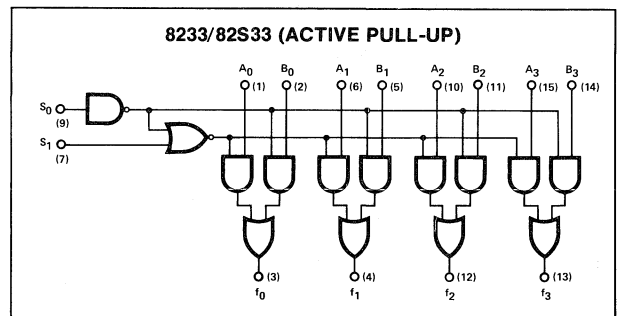 8233/82S33 (ACTIVE PULL-UP)
A0 (1) B0 (2) A1 (6) B1 (5) A2 (10) B2 (11) A3 (15) B3 (14)
S0 (9)
S1 (7)
(3) (4) (12) (13)
f0 f1 f2 f3